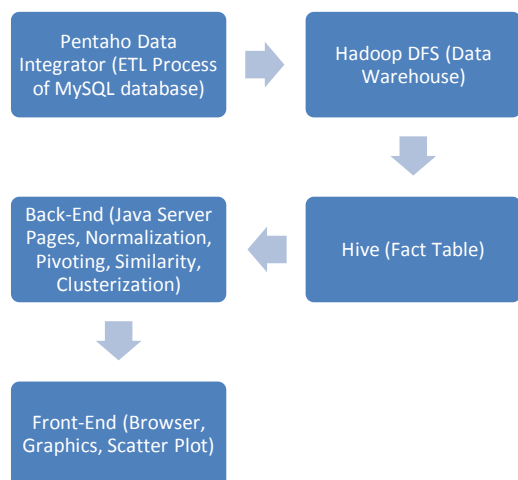 Pentaho Data
Integrator (ETL Process
of MySQL database)
Hadoop DFS (Data
Warehouse)
Hive (Fact Table)
Back-End (Java Server
Pages, Normalization,
Pivoting, Similarity,
Clusterization)
Front-End (Browser,
Graphics, Scatter Plot)